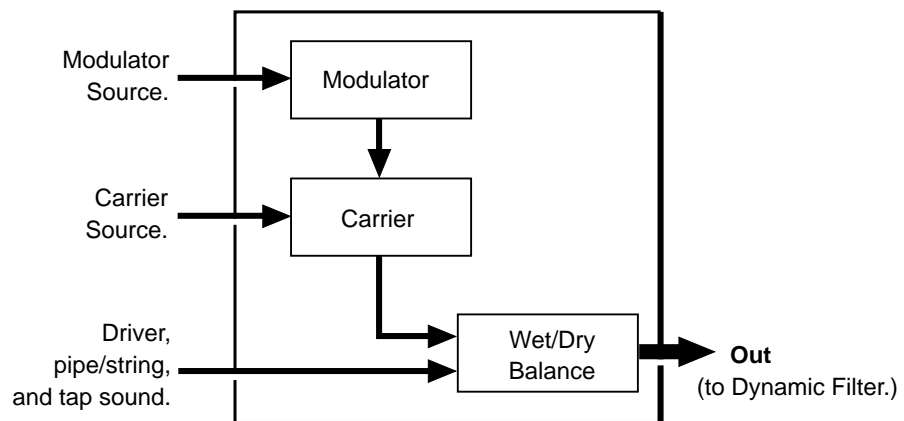 Modulator
Source.
Modulator
Carrier
Source.
Carrier
Driver,
pipe/string,
and tap sound.
Wet/Dry
Balance
Out
(to Dynamic Filter.)